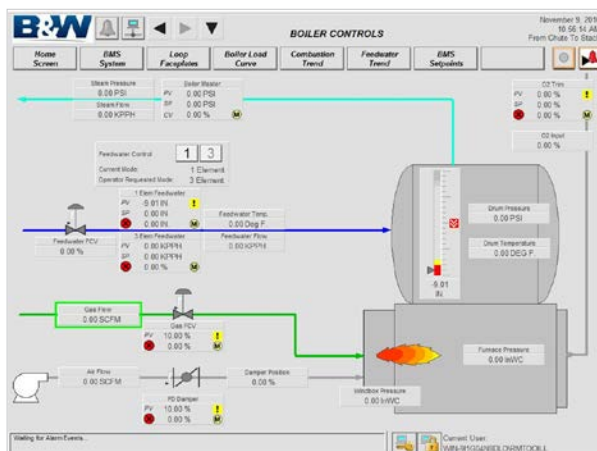 B&W
BOILER CONTROLS
November 9, 201
10:56:14 AM
From Chute To Stack
Home Screen
BMS System
Loop Faceplates
Boiler Load Curve
Combustion Trend
Feedwater Trend
BMS Setpoints
Steam Pressure
0.00 PSI
Steam Flow
0.00 KPPH
Boiler Master
PV 0.00 PSI
SP 0.00 PSI
CV 0.00 % M
O2 Trim
PV 0.00 % !
SP 0.00 %
0.00 % M
O2 Input
0.00 %
Feedwater Control 1 3
Current Mode: 1 Element
Operator Requested Mode: 3 Element
1 Elem Feedwater
PV -9.01 IN. !
SP 0.00 IN.
0.00 IN. M
Feedwater Temp.
0.00 Deg F.
Feedwater FCV
0.00 %
3 Elem Feedwater
PV 0.00 KPPH
SP 0.00 KPPH
0.00 % M
Feedwater Flow
0.00 KPPH
Drum Pressure
0.00 PSI
Drum Temperature
0.00 DEG F.
-9.01
IN.
Gas Flow
0.00 SCFM
Gas FCV
PV 10.00 % !
0.00 % M
Air Flow
0.00 SCFM
Damper Position
0.00 %
FD Damper
PV 10.00 % !
0.00 % M
Furnace Pressure
0.00 InWC
Windbox Pressure
0.00 InWC
Waiting for Alarm Events...
Current User: